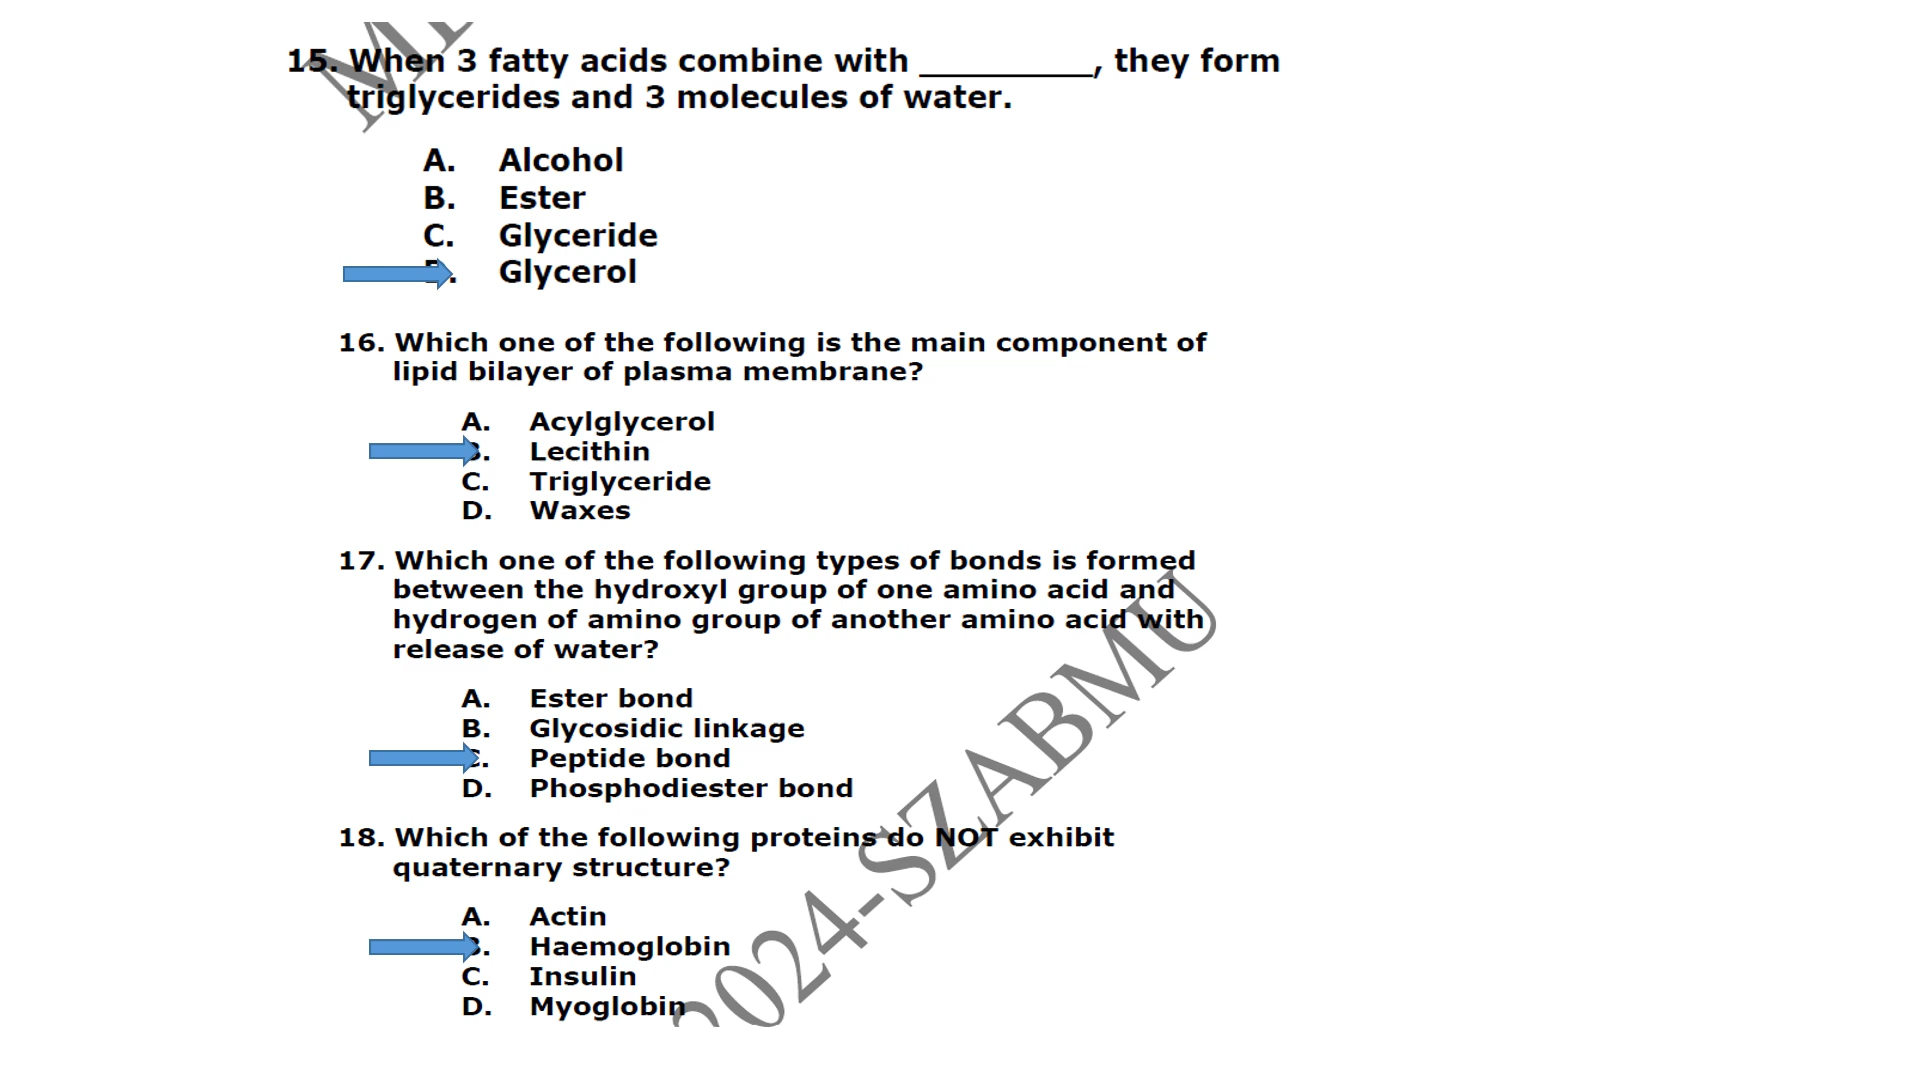 15. When 3 fatty acids combine with __________, they form
triglycerides and 3 molecules of water.
A. Alcohol
B. Ester
C. Glyceride
D. Glycerol
16. Which one of the following is the main component of
lipid bilayer of plasma membrane?
A. Acylglycerol
B. Lecithin
C. Triglyceride
D. Waxes
17. Which one of the following types of bonds is formed
between the hydroxyl group of one amino acid and
hydrogen of amino group of another amino acid with
release of water?
A. Ester bond
B. Glycosidic linkage
C. Peptide bond
D. Phosphodiester bond
18. Which of the following proteins do NOT exhibit
quaternary structure?
A. Actin
B. Haemoglobin
C. Insulin
D. Myoglobin
2024-SZABMU